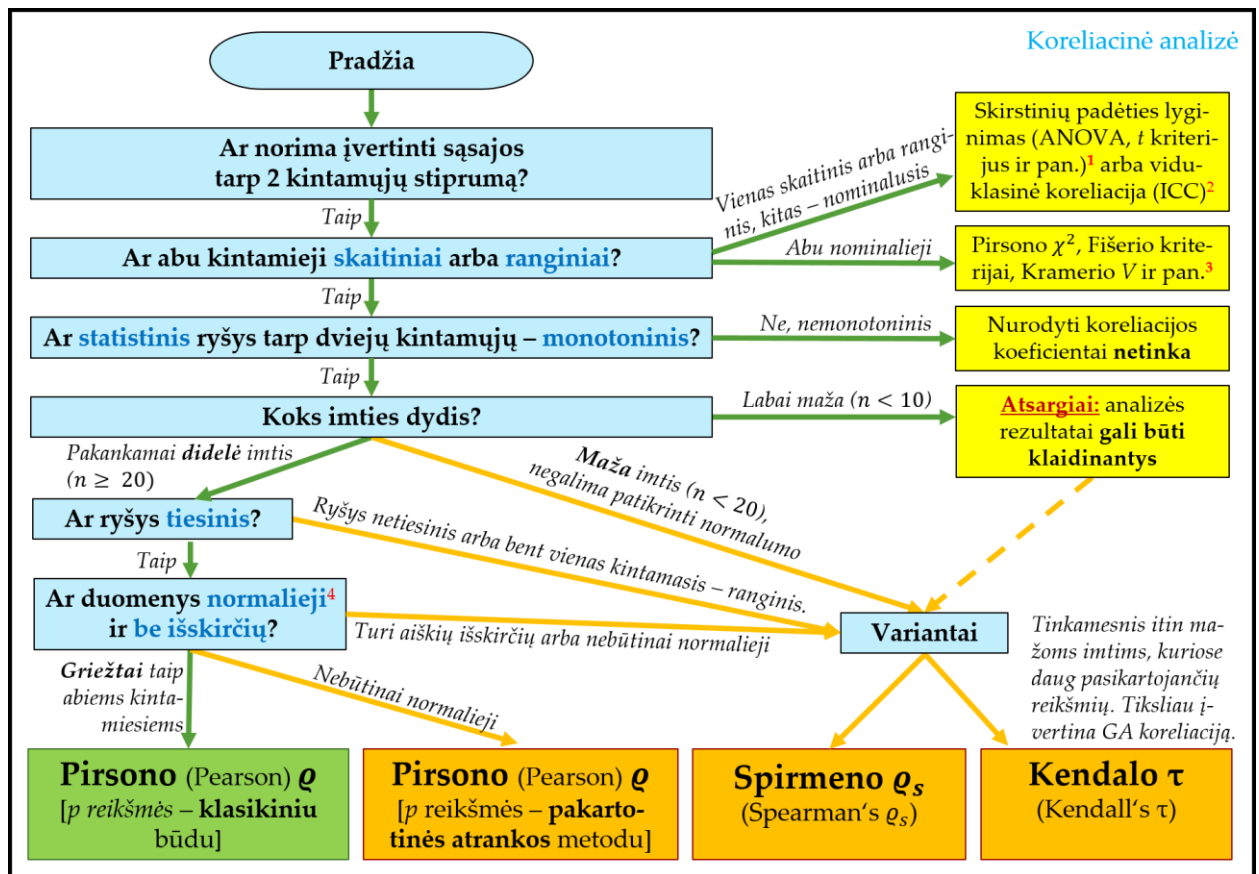 Koreliacinė analizė
Pradžia
Ar norima įvertinti sąsajos
tarp 2 kintamųjų stiprumą?
Taip
Vienas skaitinis arba rangi-
nis, kitas – nominalusis
Skirstinių padėties lygi-
nimas (ANOVA, t kriteri-
jus ir pan.)¹ arba vidu-
klasinė koreliacija (ICC)²
Ar abu kintamieji skaitiniai arba ranginiai?
Abu nominalieji
Pirsono χ², Fišerio krite-
rijai, Kramerio V ir pan.³
Taip
Ar statistinis ryšys tarp dviejų kintamųjų – monotoninis?
Ne, nemonotoninis
Nurodyti koreliacijos
koeficientai netinka
Taip
Koks imties dydis?
Labai maža (n < 10)
Atsargiai: analizės
rezultatai gali būti
klaidinantys
Pakankamai didelė imtis
(n ≥ 20)
Maža imtis (n < 20),
negalima patikrinti normalumo
Ar ryšys tiesinis?
Ryšys netiesinis arba bent vienas kintamasis – ranginis.
Taip
Ar duomenys normalieji⁴
ir be išskirčių?
Turi aiškių išskirčių arba nebūtinai normalieji
Variantai
Tinkamesnis itin ma-
žoms imtims, kuriose
daug pasikartojančių
reikšmių. Tiksliau į-
vertina GA koreliaciją.
Griežtai taip
abiems kinta-
miesiems
Nebūtinai normalieji
Pirsono (Pearson) ϱ
[p reikšmės – klasikiniu
būdu]
Pirsono (Pearson) ϱ
[p reikšmės – pakarto-
tinės atrankos metodu]
Spirmeno ϱₛ
(Spearman‘s ϱₛ)
Kendalo τ
(Kendall‘s τ)